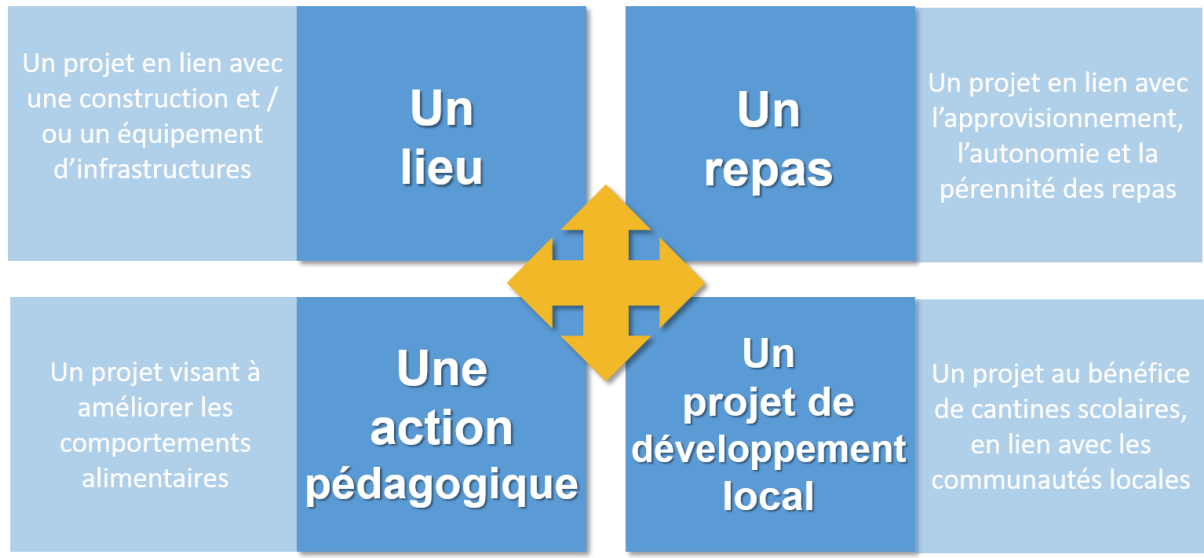 Un projet en lien avec
une construction et /
ou un équipement
d'infrastructures
Un
lieu
Un
repas
Un projet en lien avec
l'approvisionnement,
l'autonomie et la
pérennité des repas
Un projet visant à
améliorer les
comportements
alimentaires
Une
action
pédagogique
Un
projet de
développement
local
Un projet au bénéfice
de cantines scolaires,
en lien avec les
communautés locales